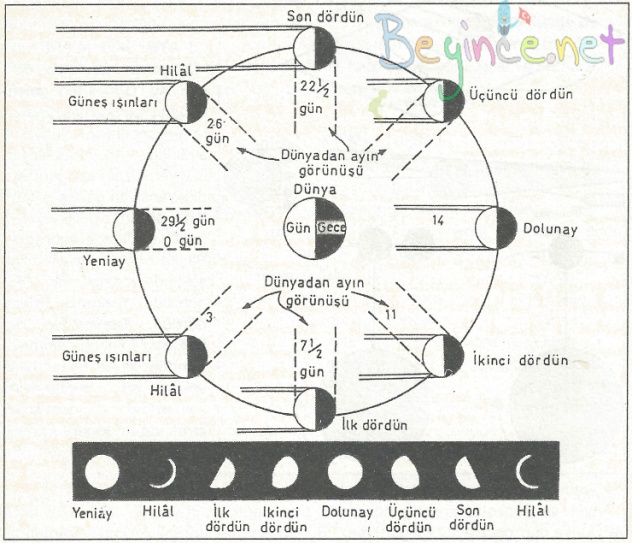 Son dördün
Beyince.net
Hilâl
Üçüncü dördün
Güneş ışınları
22½
gün
26
gün
Dünyadan ayın
görünüşü
Dünya
Gün Gece
29½ gün
0 gün
14
Dolunay
Yeniay
Dünyadan ayın
görünüşü
3
11
7½
gün
Güneş ışınları
İkinci dördün
Hilâl
İlk dördün
Yeniay Hilâl İlk dördün Ikinci dördün Dolunay Üçüncü dördün Son dördün Hilâl